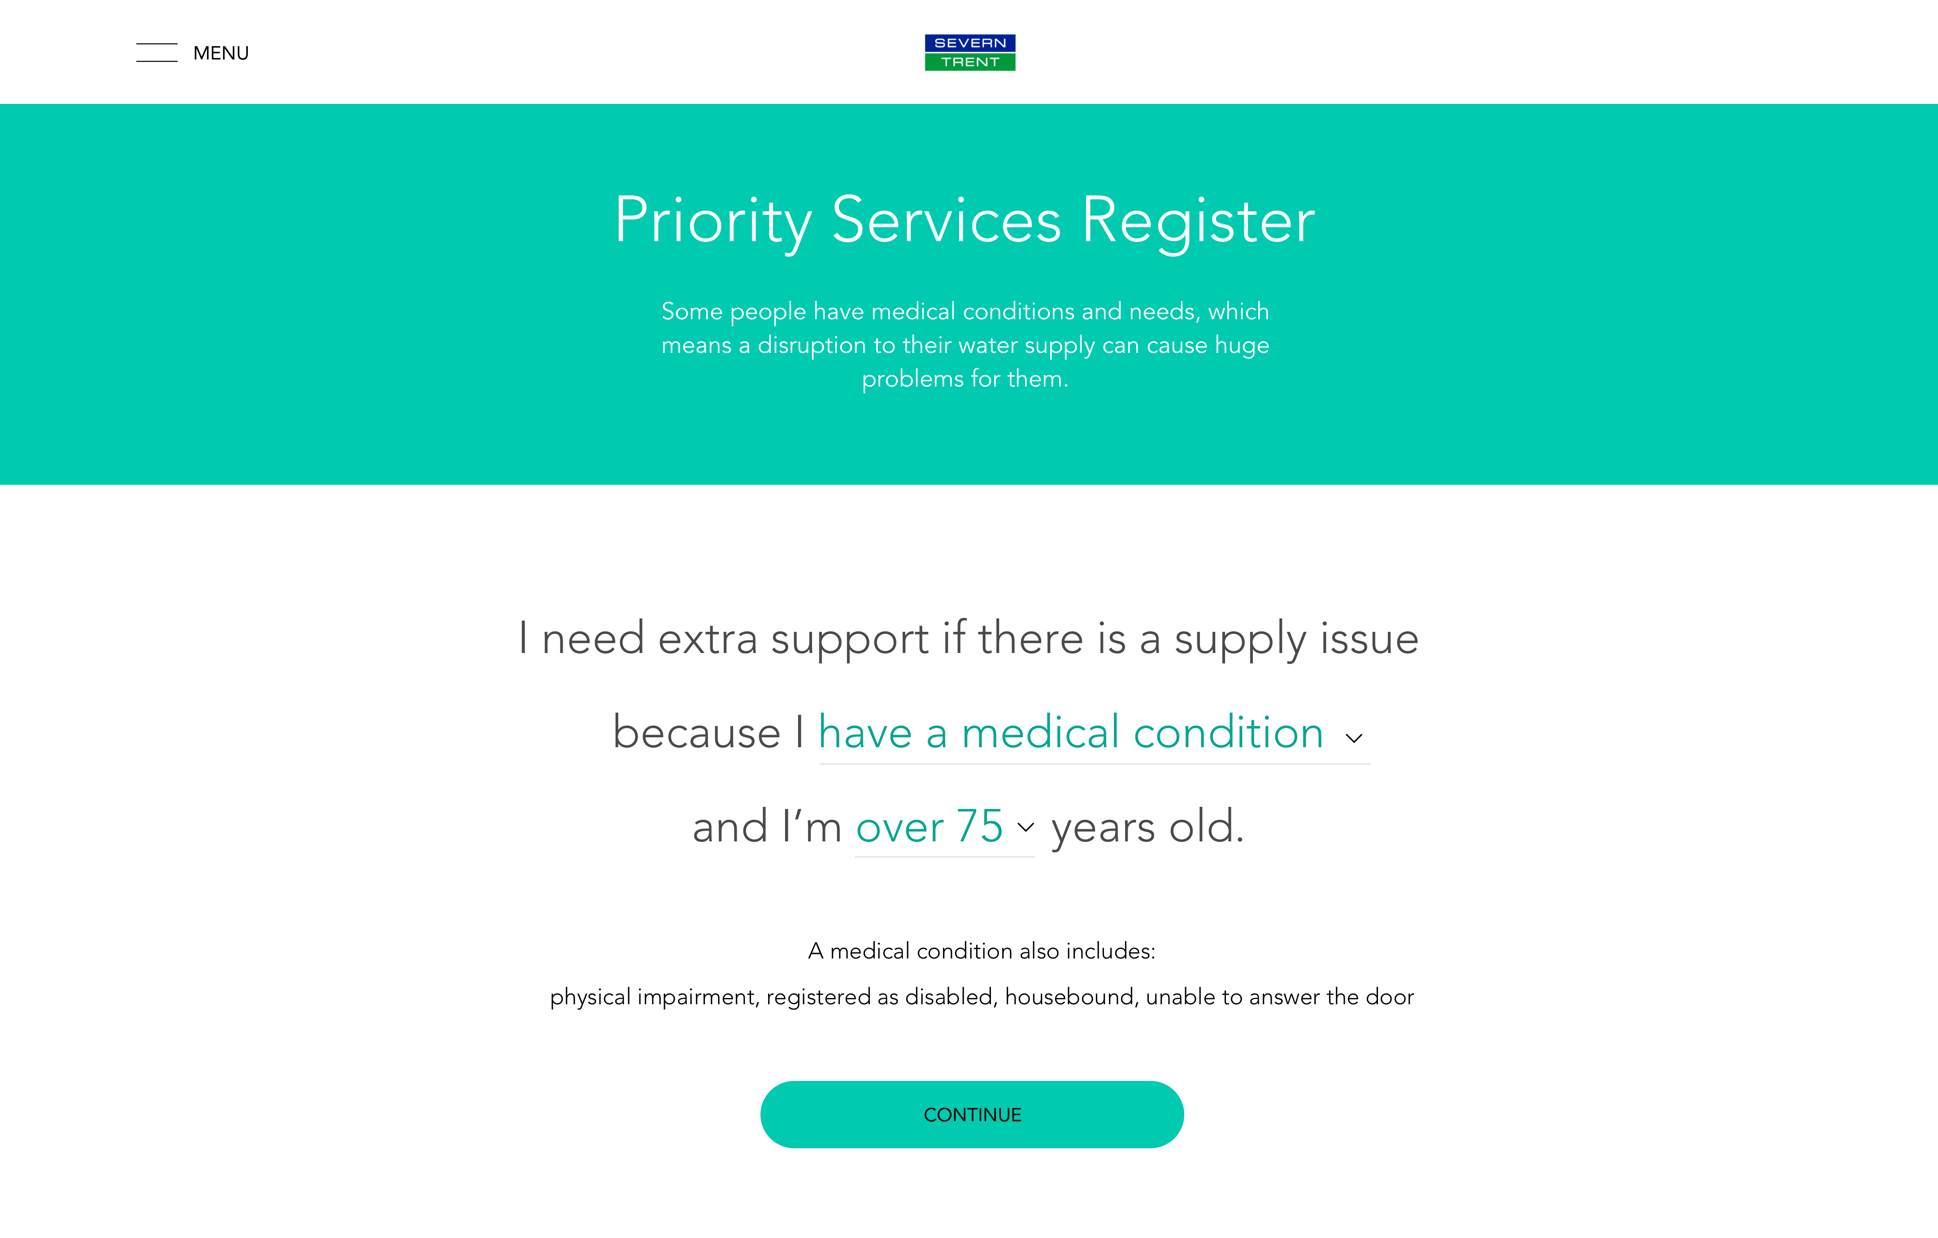 MENU
SEVERN
TRENT
Priority Services Register
Some people have medical conditions and needs, which
means a disruption to their water supply can cause huge
problems for them.
I need extra support if there is a supply issue
because I have a medical condition
and I’m over 75 years old.
A medical condition also includes:
physical impairment, registered as disabled, housebound, unable to answer the door
CONTINUE